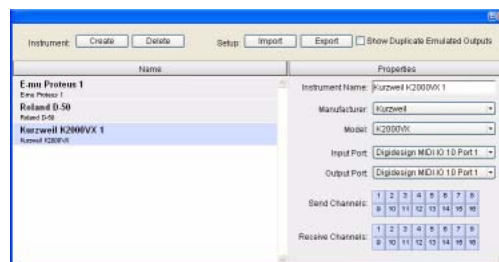 Instrument: Create Delete Setup: Import Export Show Duplicate Emulated Outputs
Name Properties
E-mu Proteus 1
E-mu Proteus 1
Roland D-50
Roland D-50
Kurzweil K2000VX 1
Kurzweil K2000VX
Instrument Name: Kurzweil K2000VX 1
Manufacturer: Kurzweil
Model: K2000VX
Input Port: Digidesign MIDI IO 10 Port 1
Output Port: Digidesign MIDI IO 10 Port 1
Send Channels: 1 2 3 4 5 6 7 8
9 10 11 12 13 14 15 16
Receive Channels: 1 2 3 4 5 6 7 8
9 10 11 12 13 14 15 16